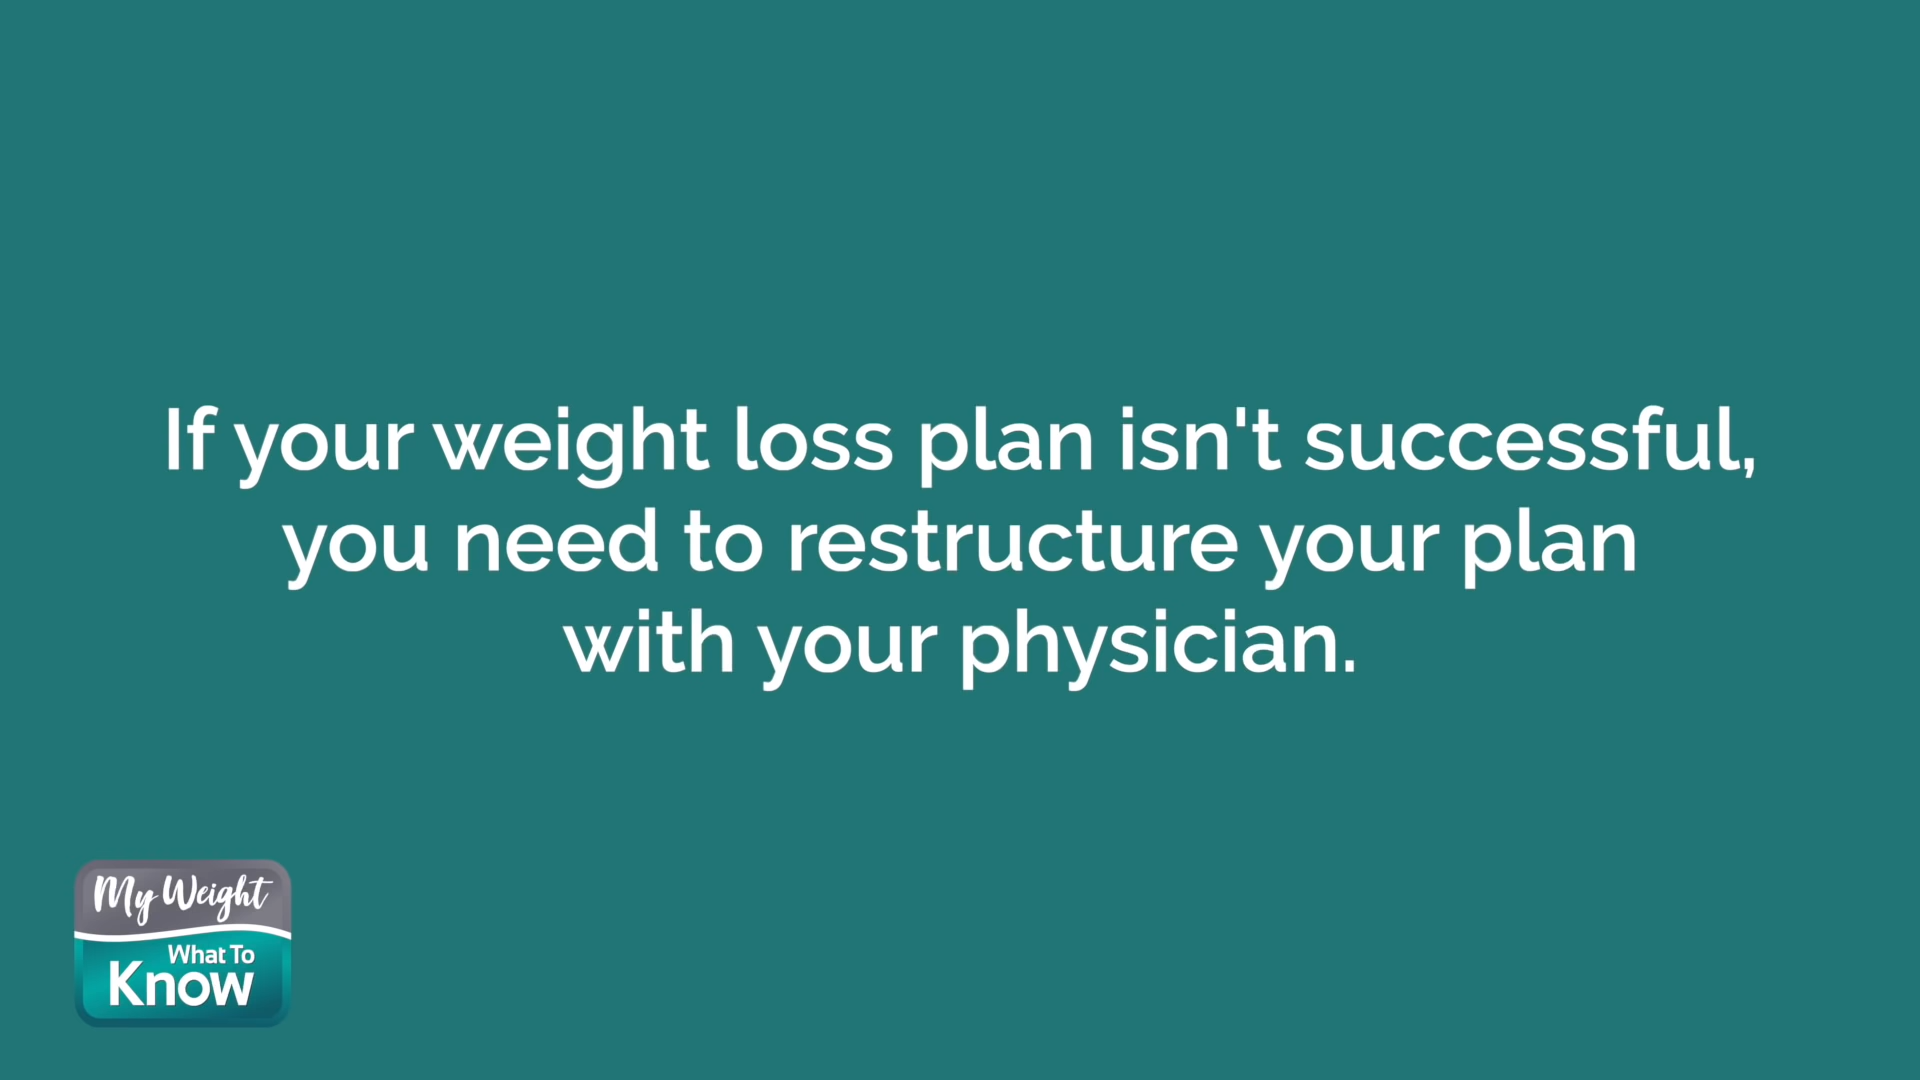 If your weight loss plan isn't successful,
you need to restructure your plan
with your physician.
My Weight
What To
Know